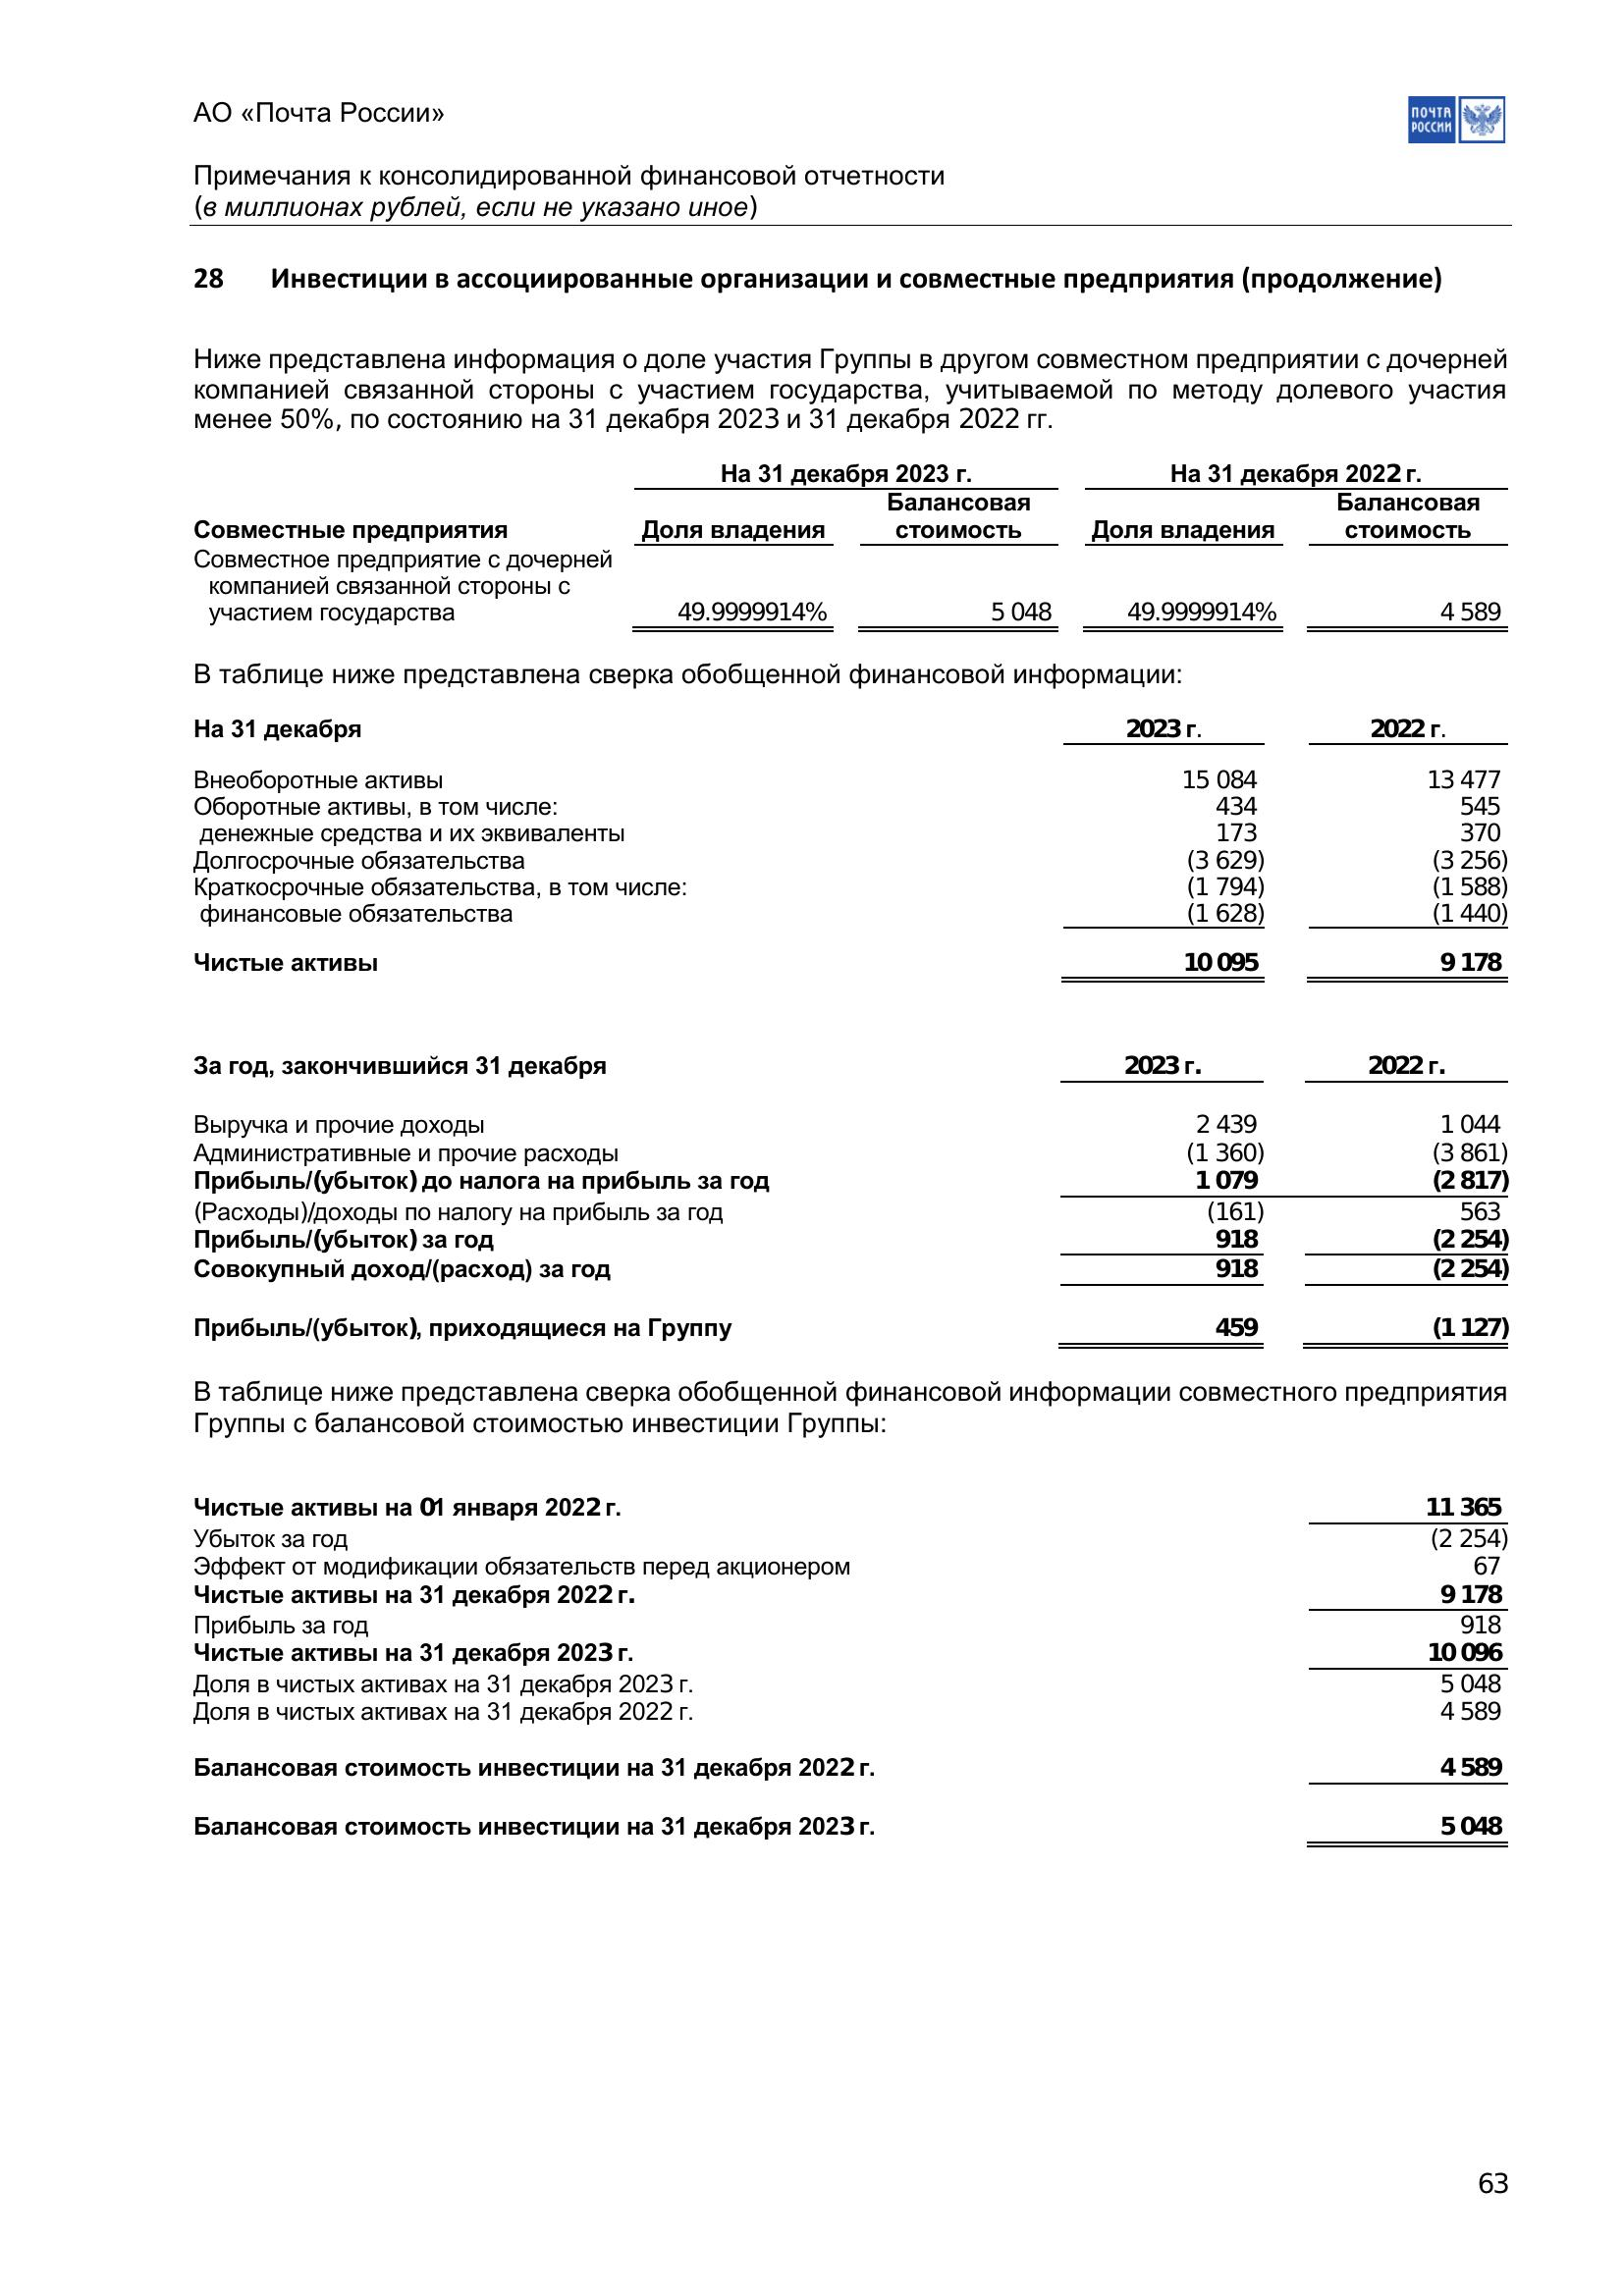 АО «Почта России»
ПОЧТА
РОССИИ
Примечания к консолидированной финансовой отчетности
(в миллионах рублей, если не указано иное)
28 Инвестиции в ассоциированные организации и совместные предприятия (продолжение)
Ниже представлена информация о доле участия Группы в другом совместном предприятии с дочерней
компанией связанной стороны с участием государства, учитываемой по методу долевого участия
менее 50%, по состоянию на 31 декабря 2023 и 31 декабря 2022 гг.
На 31 декабря 2023 г. На 31 декабря 2022 г.
Балансовая Балансовая
Совместные предприятия Доля владения стоимость Доля владения стоимость
Совместное предприятие с дочерней
компанией связанной стороны с
участием государства 49.9999914% 5 048 49.9999914% 4 589
В таблице ниже представлена сверка обобщенной финансовой информации:
На 31 декабря 2023 г. 2022 г.
Внеоборотные активы 15 084 13 477
Оборотные активы, в том числе: 434 545
денежные средства и их эквиваленты 173 370
Долгосрочные обязательства (3 629) (3 256)
Краткосрочные обязательства, в том числе: (1 794) (1 588)
финансовые обязательства (1 628) (1 440)
Чистые активы 10 095 9 178
За год, закончившийся 31 декабря 2023 г. 2022 г.
Выручка и прочие доходы 2 439 1 044
Административные и прочие расходы (1 360) (3 861)
Прибыль/(убыток) до налога на прибыль за год 1 079 (2 817)
(Расходы)/доходы по налогу на прибыль за год (161) 563
Прибыль/(убыток) за год 918 (2 254)
Совокупный доход/(расход) за год 918 (2 254)
Прибыль/(убыток), приходящиеся на Группу 459 (1 127)
В таблице ниже представлена сверка обобщенной финансовой информации совместного предприятия
Группы с балансовой стоимостью инвестиции Группы:
Чистые активы на 01 января 2022 г. 11 365
Убыток за год (2 254)
Эффект от модификации обязательств перед акционером 67
Чистые активы на 31 декабря 2022 г. 9 178
Прибыль за год 918
Чистые активы на 31 декабря 2023 г. 10 096
Доля в чистых активах на 31 декабря 2023 г. 5 048
Доля в чистых активах на 31 декабря 2022 г. 4 589
Балансовая стоимость инвестиции на 31 декабря 2022 г. 4 589
Балансовая стоимость инвестиции на 31 декабря 2023 г. 5 048
63